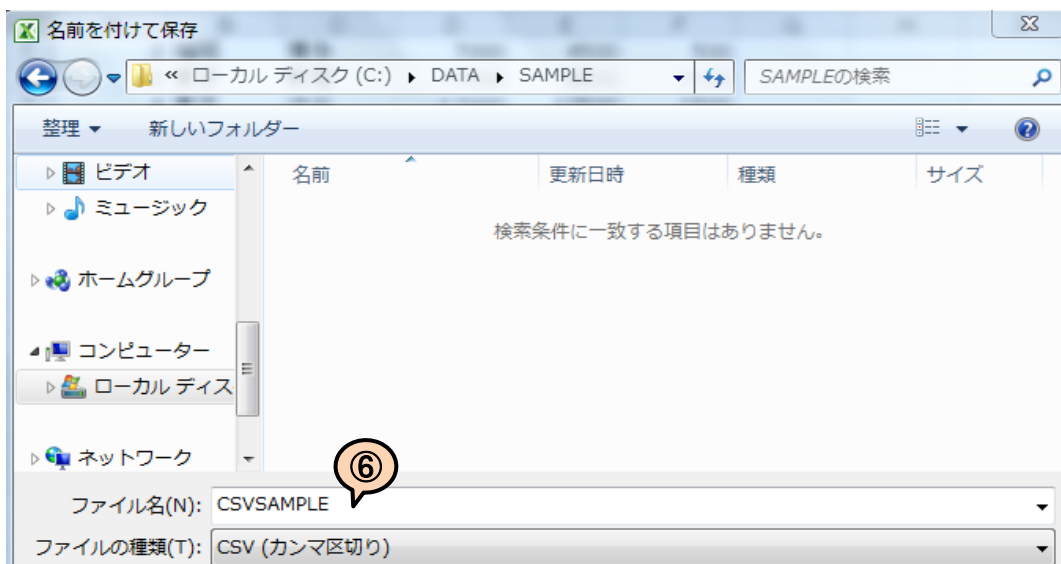 名前を付けて保存
« ローカル ディスク (C:) ▸ DATA ▸ SAMPLE
SAMPLEの検索
整理 新しいフォルダー
名前 更新日時 種類 サイズ
検索条件に一致する項目はありません。
ビデオ
ミュージック
ホームグループ
コンピューター
ローカル ディス
ネットワーク
⑥
ファイル名(N): CSVSAMPLE
ファイルの種類(T): CSV (カンマ区切り)